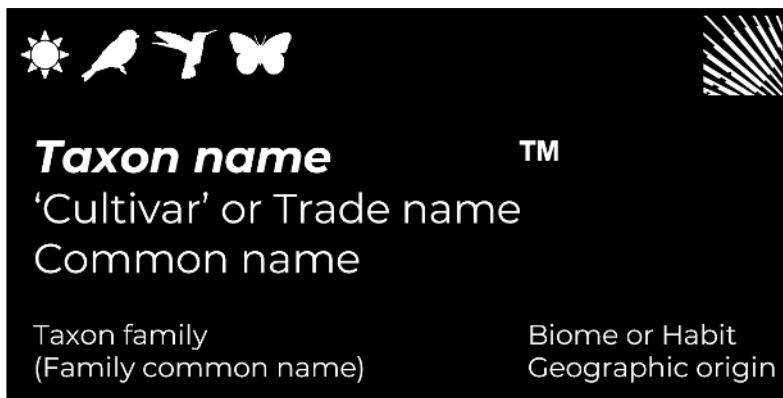 Taxon name ™
‘Cultivar’ or Trade name
Common name
Taxon family
(Family common name)
Biome or Habit
Geographic origin